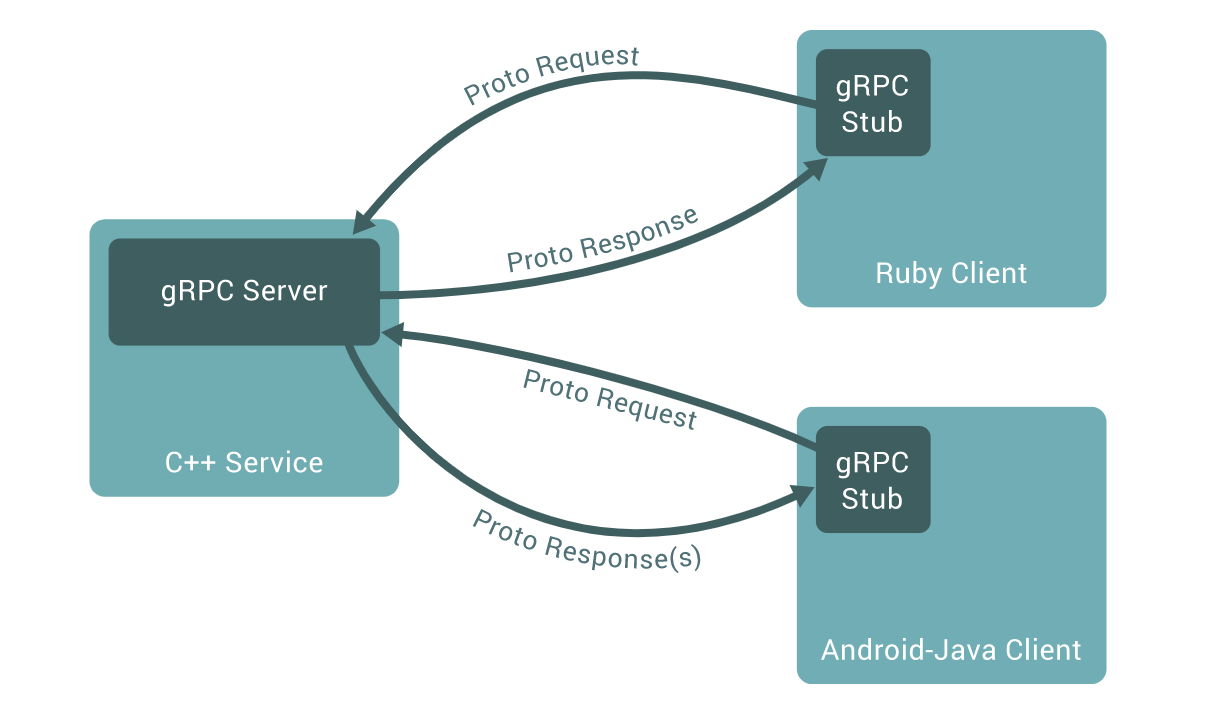 Proto Request
gRPC
Stub
Proto Response
Ruby Client
gRPC Server
C++ Service
Proto Request
gRPC
Stub
Proto Response(s)
Android-Java Client